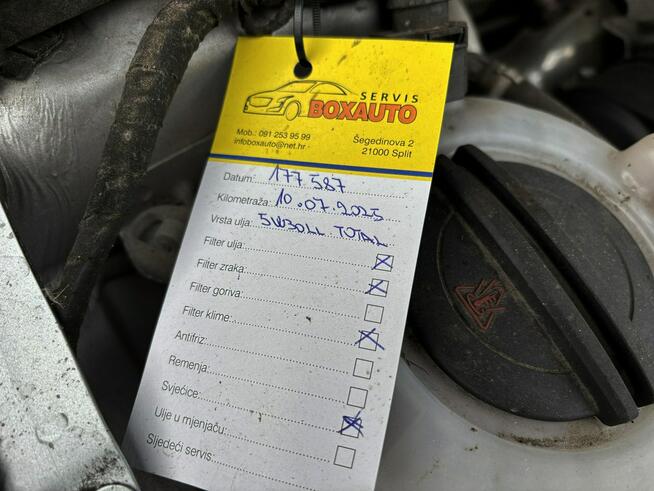 SERVIS
BOXAUTO
Mob.: 091 253 95 99
infoboxauto@net.hr
Šegedinova 2
21000 Split
Datum: 177 587
Kilometraža: 10.07.2025
Vrsta ulja: 5W30LL TOTAL
Filter ulja:
Filter zraka:
Filter goriva:
Filter klime:
Antifriz:
Remenja:
Svjećice:
Ulje u mjenjaču:
Sljedeći servis: